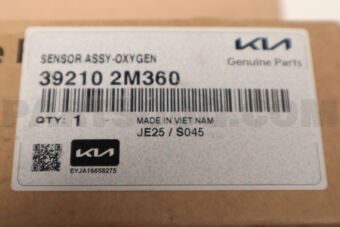 SENSOR ASSY-OXYGEN
KIA
Genuine Parts
39210 2M360
QTY: 1
MADE IN VIET NAM
JE25 / S045
KIA
EYJA16658275